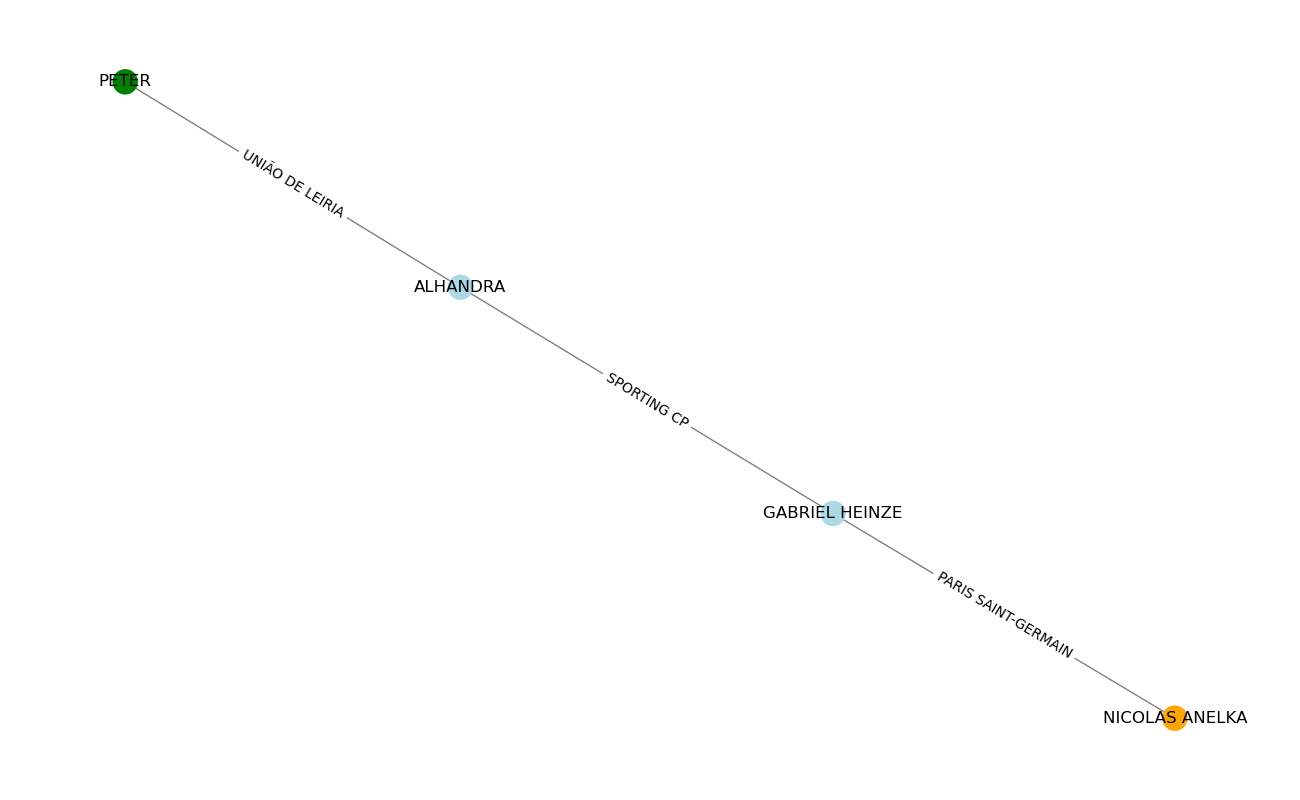 PETER
UNIÃO DE LEIRIA
ALHANDRA
SPORTING CP
GABRIEL HEINZE
PARIS SAINT-GERMAIN
NICOLAS ANELKA